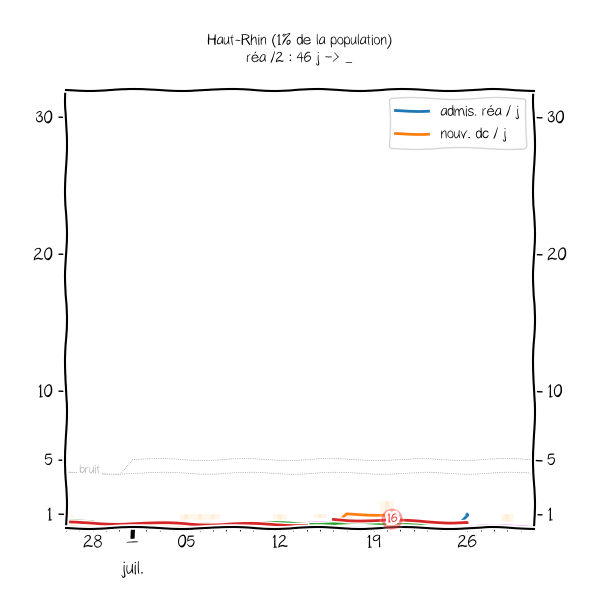 Haut-Rhin (1% de la population)
réa /2 : 46 j -> _
admis. réa / j
nouv. dc / j
30 30
20 20
10 10
5 5
bruit
1 1
16
28 05 12 19 26
juil.